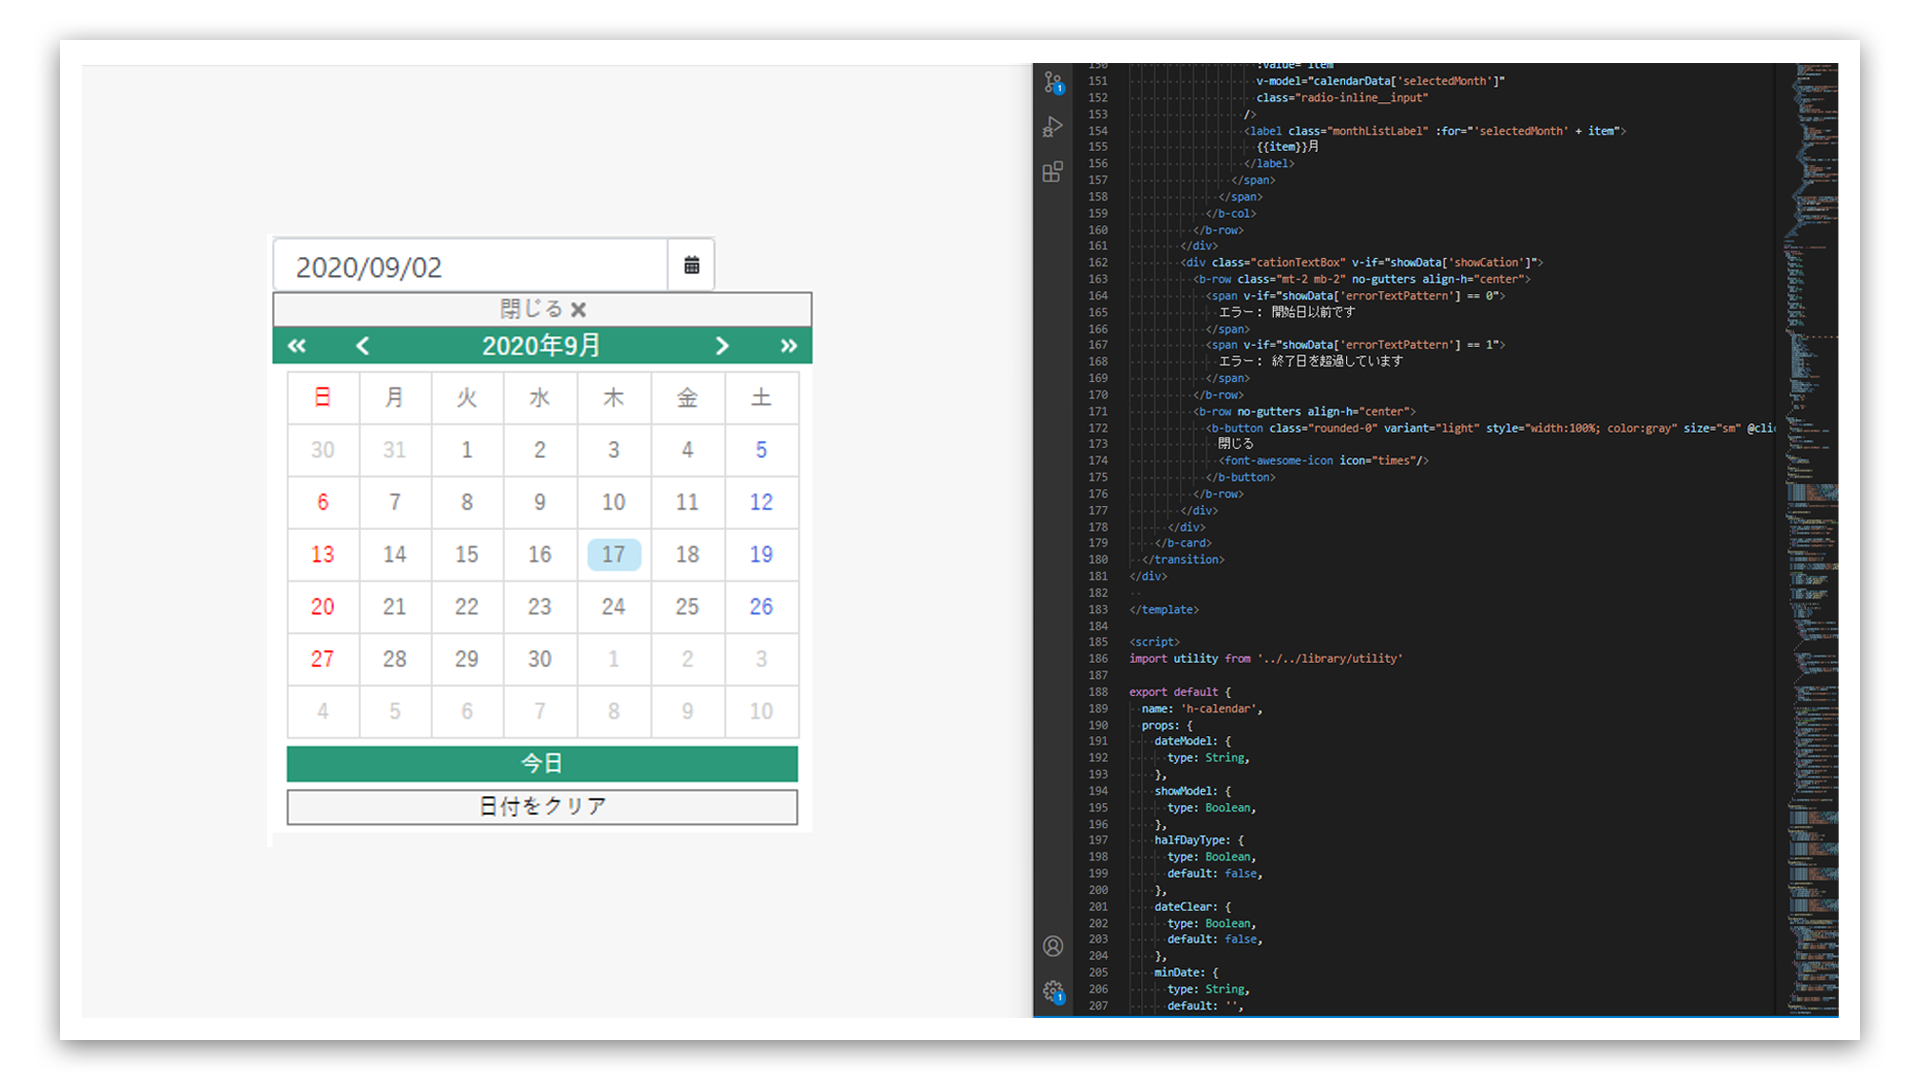 2020/09/02
閉じる ✖
« ‹ 2020年9月 › »
日 月 火 水 木 金 土
30 31 1 2 3 4 5
6 7 8 9 10 11 12
13 14 15 16 17 18 19
20 21 22 23 24 25 26
27 28 29 30 1 2 3
4 5 6 7 8 9 10
今日
日付をクリア
1
1
150 :value="item"
151 v-model="calendarData['selectedMonth']"
152 class="radio-inline__input"
153 />
154 <label class="monthListLabel" :for="'selectedMonth' + item">
155 {{item}}月
156 </label>
157 </span>
158 </span>
159 </b-col>
160 </b-row>
161 </div>
162 <div class="cationTextBox" v-if="showData['showCation']">
163 <b-row class="mt-2 mb-2" no-gutters align-h="center">
164 <span v-if="showData['errorTextPattern'] == 0">
165 エラー: 開始日以前です
166 </span>
167 <span v-if="showData['errorTextPattern'] == 1">
168 エラー: 終了日を超過しています
169 </span>
170 </b-row>
171 <b-row no-gutters align-h="center">
172 <b-button class="rounded-0" variant="light" style="width:100%; color:gray" size="sm" @clic
173 閉じる
174 <font-awesome-icon icon="times"/>
175 </b-button>
176 </b-row>
177 </div>
178 </div>
179 </b-card>
180 </transition>
181 </div>
182
183 </template>
184
185 <script>
186 import utility from '../../library/utility'
187
188 export default {
189 name: 'h-calendar',
190 props: {
191 dateModel: {
192 type: String,
193 },
194 showModel: {
195 type: Boolean,
196 },
197 halfDayType: {
198 type: Boolean,
199 default: false,
200 },
201 dateClear: {
202 type: Boolean,
203 default: false,
204 },
205 minDate: {
206 type: String,
207 default: '',